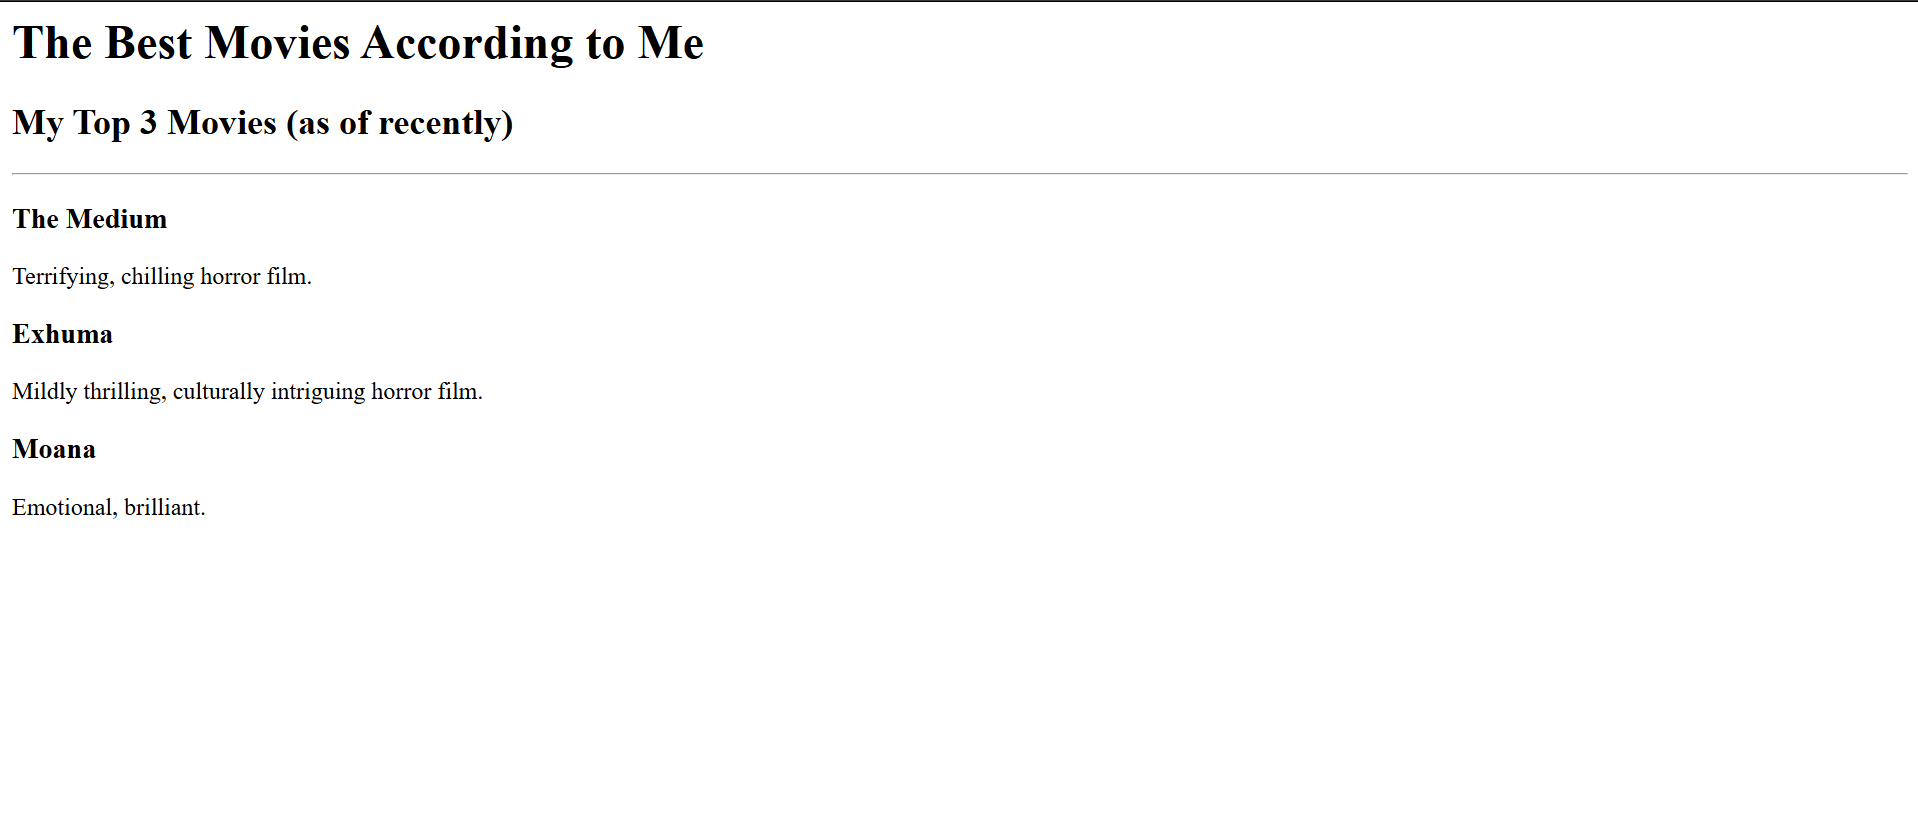 The Best Movies According to Me
My Top 3 Movies (as of recently)
The Medium
Terrifying, chilling horror film.
Exhuma
Mildly thrilling, culturally intriguing horror film.
Moana
Emotional, brilliant.